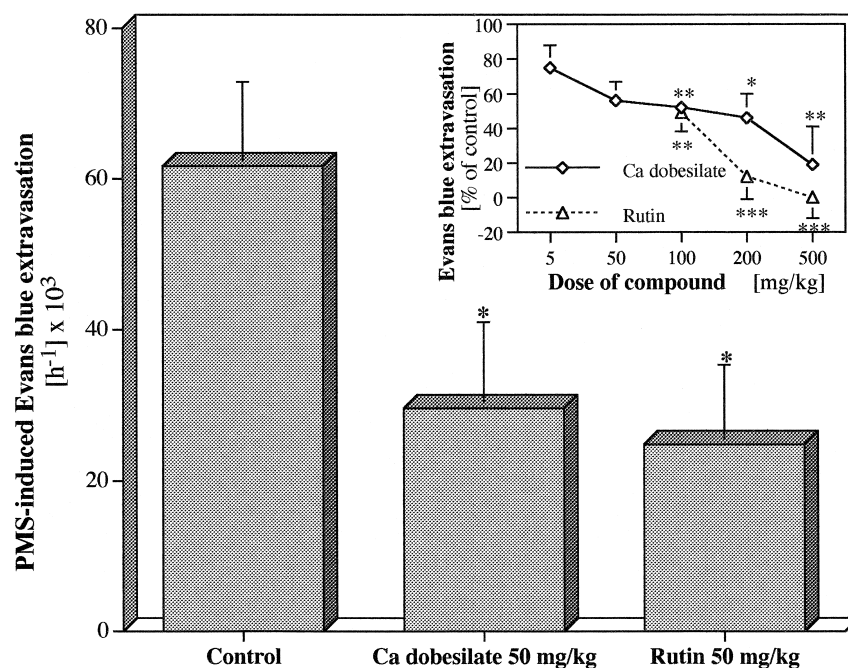 PMS-induced Evans blue extravasation
[h⁻¹] x 10³
80
60
40
20
0
*
*
Control
Ca dobesilate 50 mg/kg
Rutin 50 mg/kg
Evans blue extravasation
[% of control]
100
80
60
40
20
0
-20
**
*
**
**
***
***
Ca dobesilate
Rutin
5
50
100
200
500
Dose of compound [mg/kg]